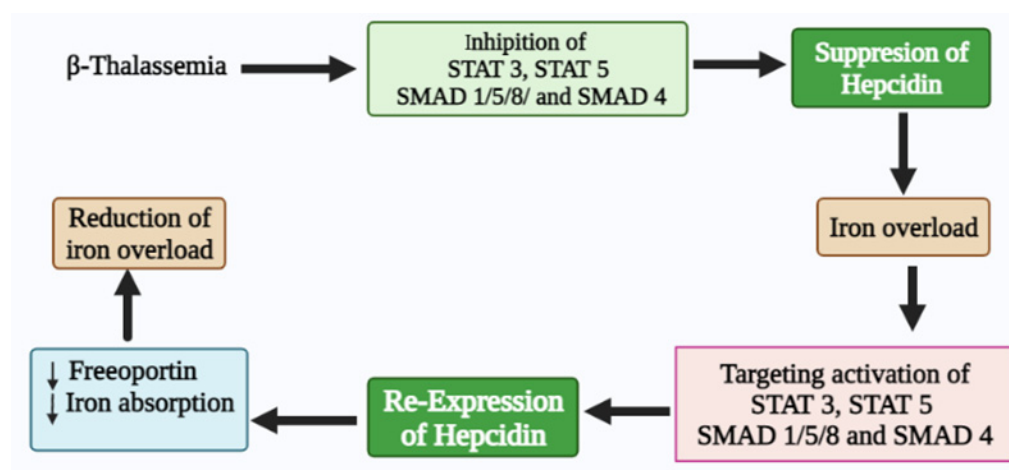 β-Thalassemia
Inhipition of
STAT 3, STAT 5
SMAD 1/5/8/ and SMAD 4
Suppresion of
Hepcidin
Iron overload
Targeting activation of
STAT 3, STAT 5
SMAD 1/5/8 and SMAD 4
Re-Expression
of Hepcidin
↓ Freeoportin
↓ Iron absorption
Reduction of
iron overload